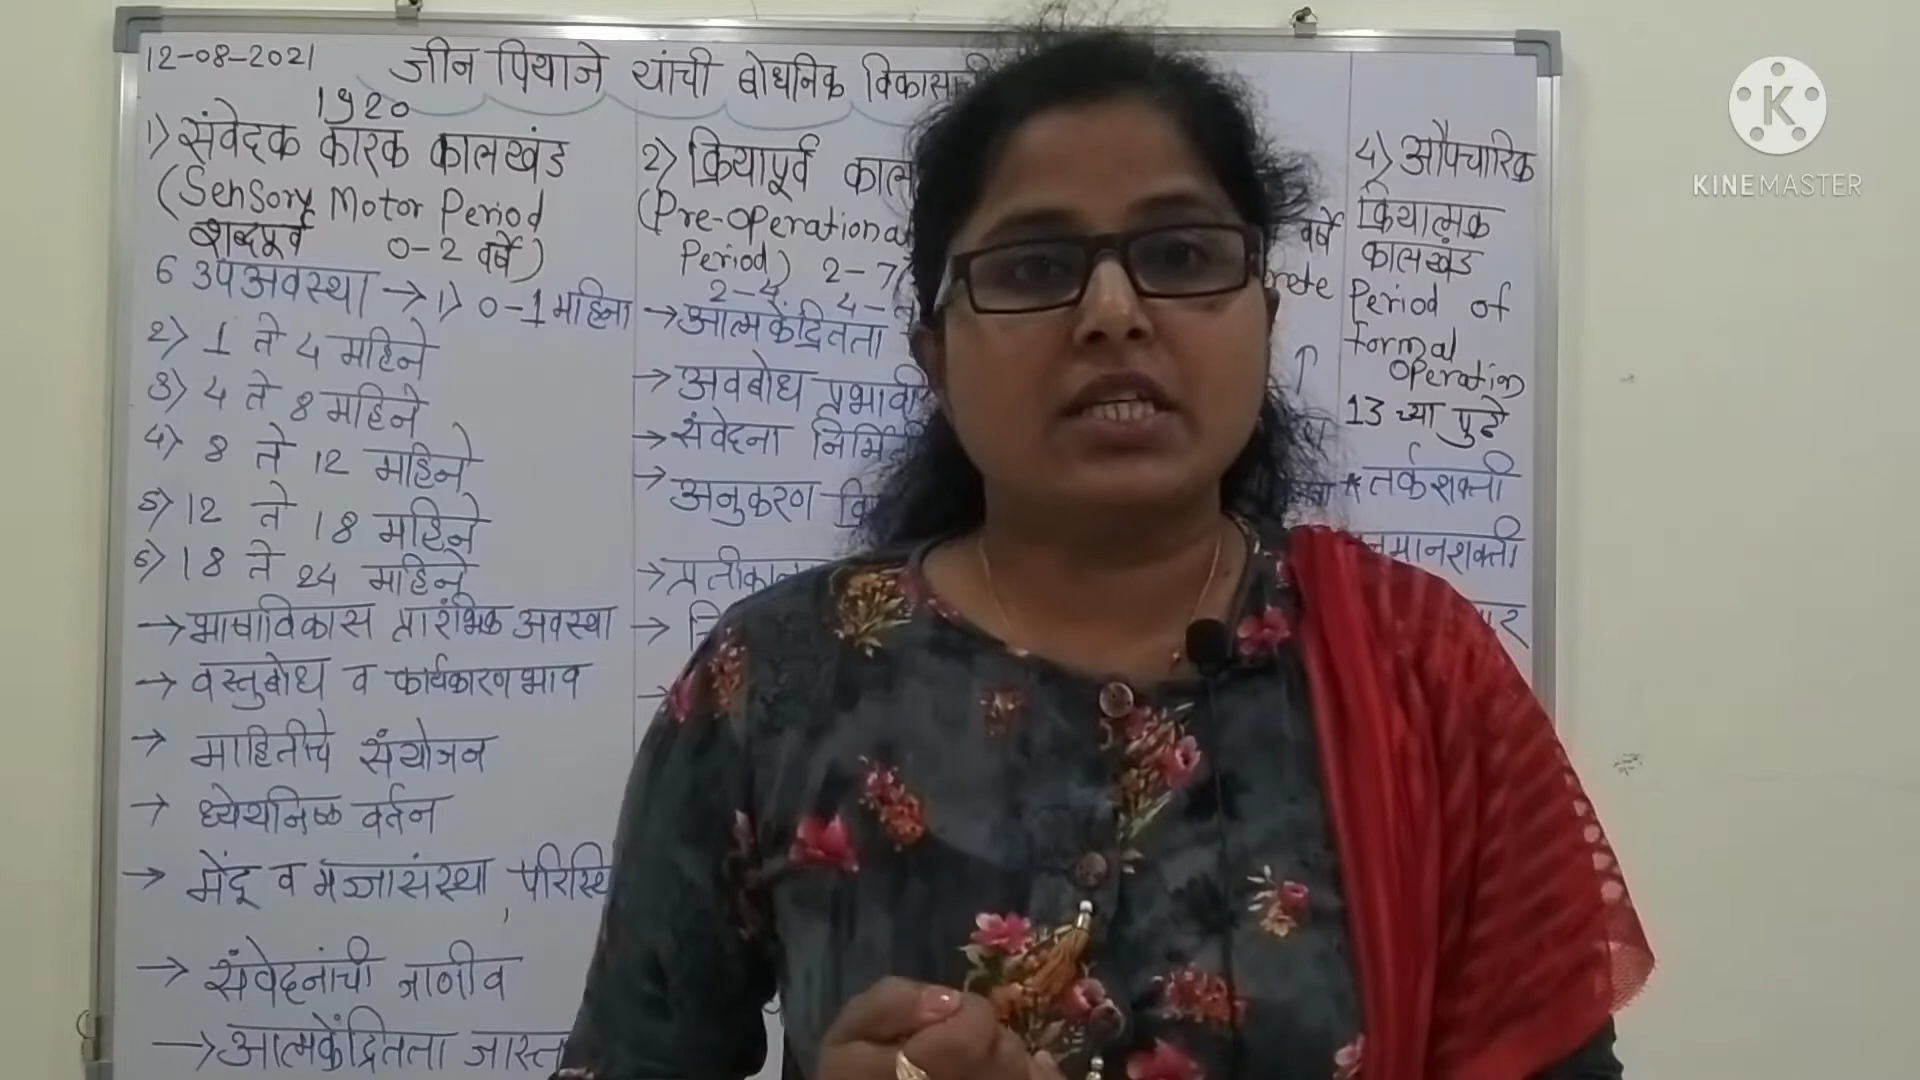 12-08-2021
जीन पियाजे यांची बोधनिक
1920
1) संवेदक कारक कालखंड
(Sensory Motor Period
शब्दपूर्व 0-2 वर्षे)
6 उपअवस्था → 1) 0-1 महिना
2) 1 ते 4 महिने
3) 4 ते 8 महिने
4) 8 ते 12 महिने
5) 12 ते 18 महिने
6) 18 ते 24 महिने
→ भाषाविकास प्रारंभिक अवस्था
→ वस्तुबोध व कार्यकारणभाव
→ माहितीचे संयोजन
→ ध्येयनिष्ठ वर्तन
→ मेंदू व मज्जासंस्था,
→ संवेदनांची जाणीव
→ आत्मकेंद्रितता जास्त
2) क्रियापूर्व
(Pre-Operational
Period) 2-7
2-4 4-
→ आत्मकेंद्रितता
→ अवबोध
→ संवेदना
→ अनुकरण
→
→
→
वर्षे
4) औपचारिक
क्रियात्मक
कालखंड
Period of
formal
Operation
13 च्या पुढे
* तर्कशक्ती
KINEMASTER